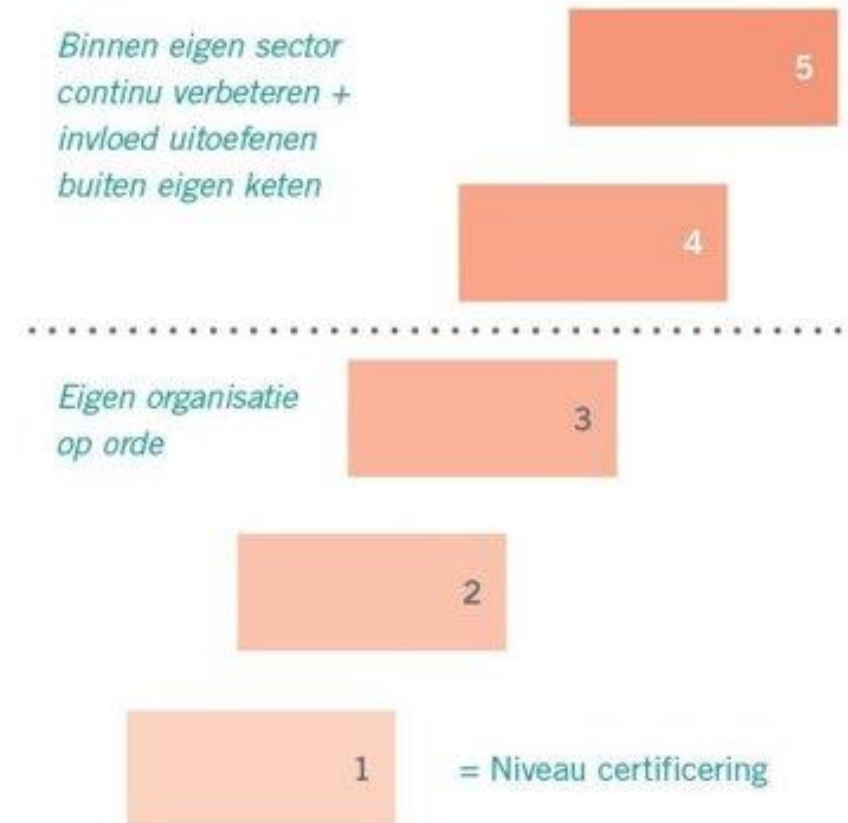 Binnen eigen sector
continu verbeteren +
invloed uitoefenen
buiten eigen keten
5
4
Eigen organisatie
op orde
3
2
1
= Niveau certificering